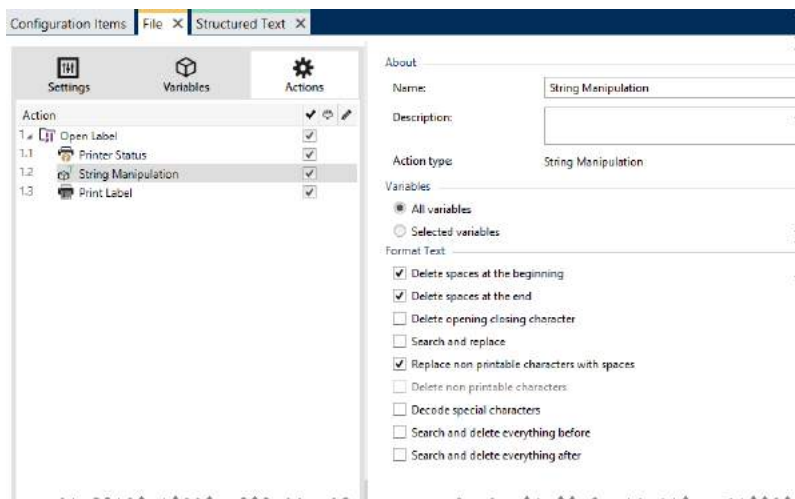 Configuration Items File X Structured Text X
Settings Variables Actions
Action
1 Open Label
1.1 Printer Status
1.2 String Manipulation
1.3 Print Label
About
Name: String Manipulation
Description:
Action type: String Manipulation
Variables
All variables
Selected variables
Format Text
Delete spaces at the beginning
Delete spaces at the end
Delete opening closing character
Search and replace
Replace non printable characters with spaces
Delete non printable characters
Decode special characters
Search and delete everything before
Search and delete everything after